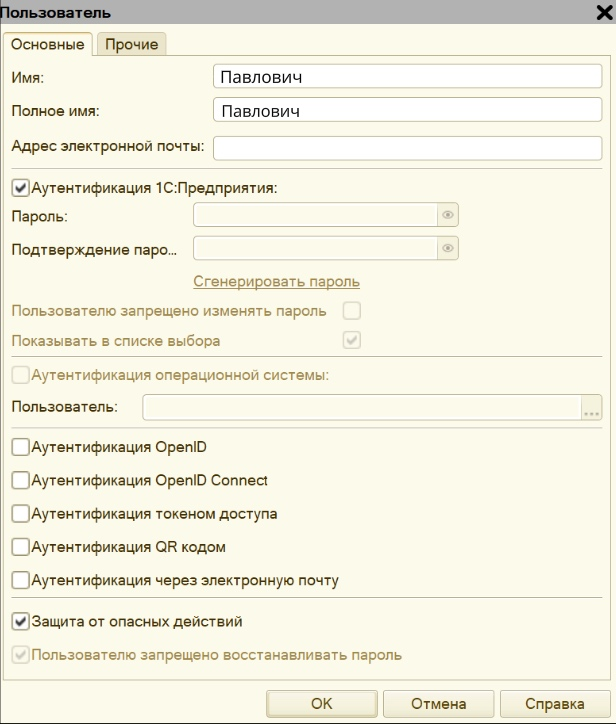 Пользователь
Основные Прочие
Имя: Павлович
Полное имя: Павлович
Адрес электронной почты:
Аутентификация 1С:Предприятия:
Пароль:
Подтверждение паро...
Сгенерировать пароль
Пользователю запрещено изменять пароль
Показывать в списке выбора
Аутентификация операционной системы:
Пользователь: ...
Аутентификация OpenID
Аутентификация OpenID Connect
Аутентификация токеном доступа
Аутентификация QR кодом
Аутентификация через электронную почту
Защита от опасных действий
Пользователю запрещено восстанавливать пароль
OK Отмена Справка